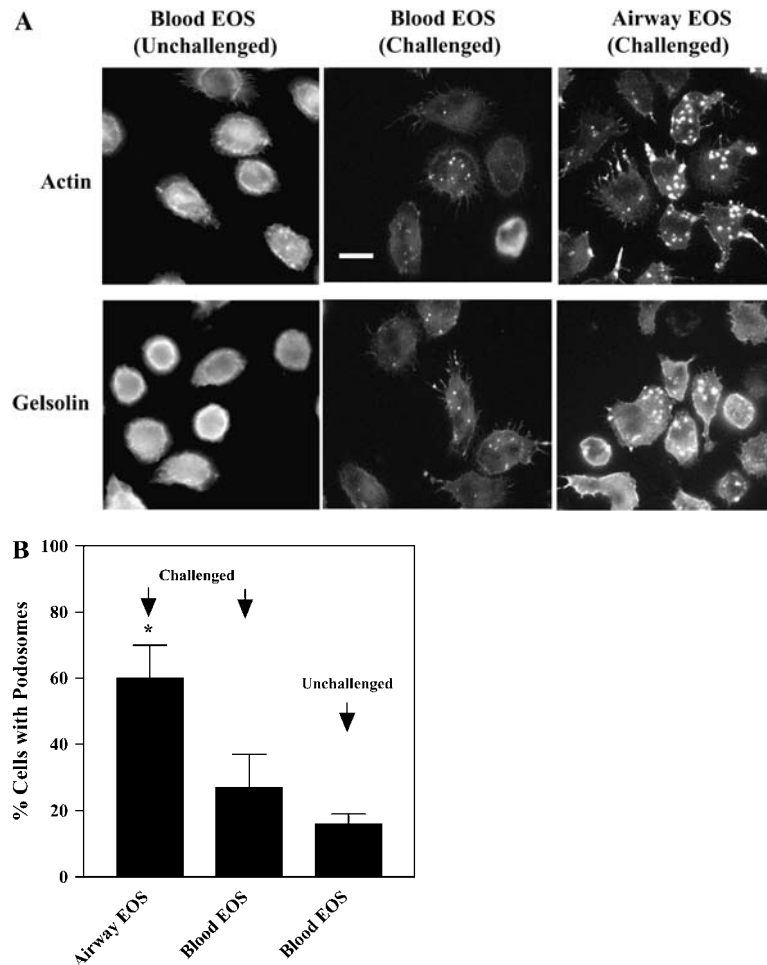 A
Blood EOS
(Unchallenged)
Blood EOS
(Challenged)
Airway EOS
(Challenged)
Actin
Gelsolin
B
% Cells with Podosomes
100
80
60
40
20
0
Challenged
*
Unchallenged
Airway EOS
Blood EOS
Blood EOS